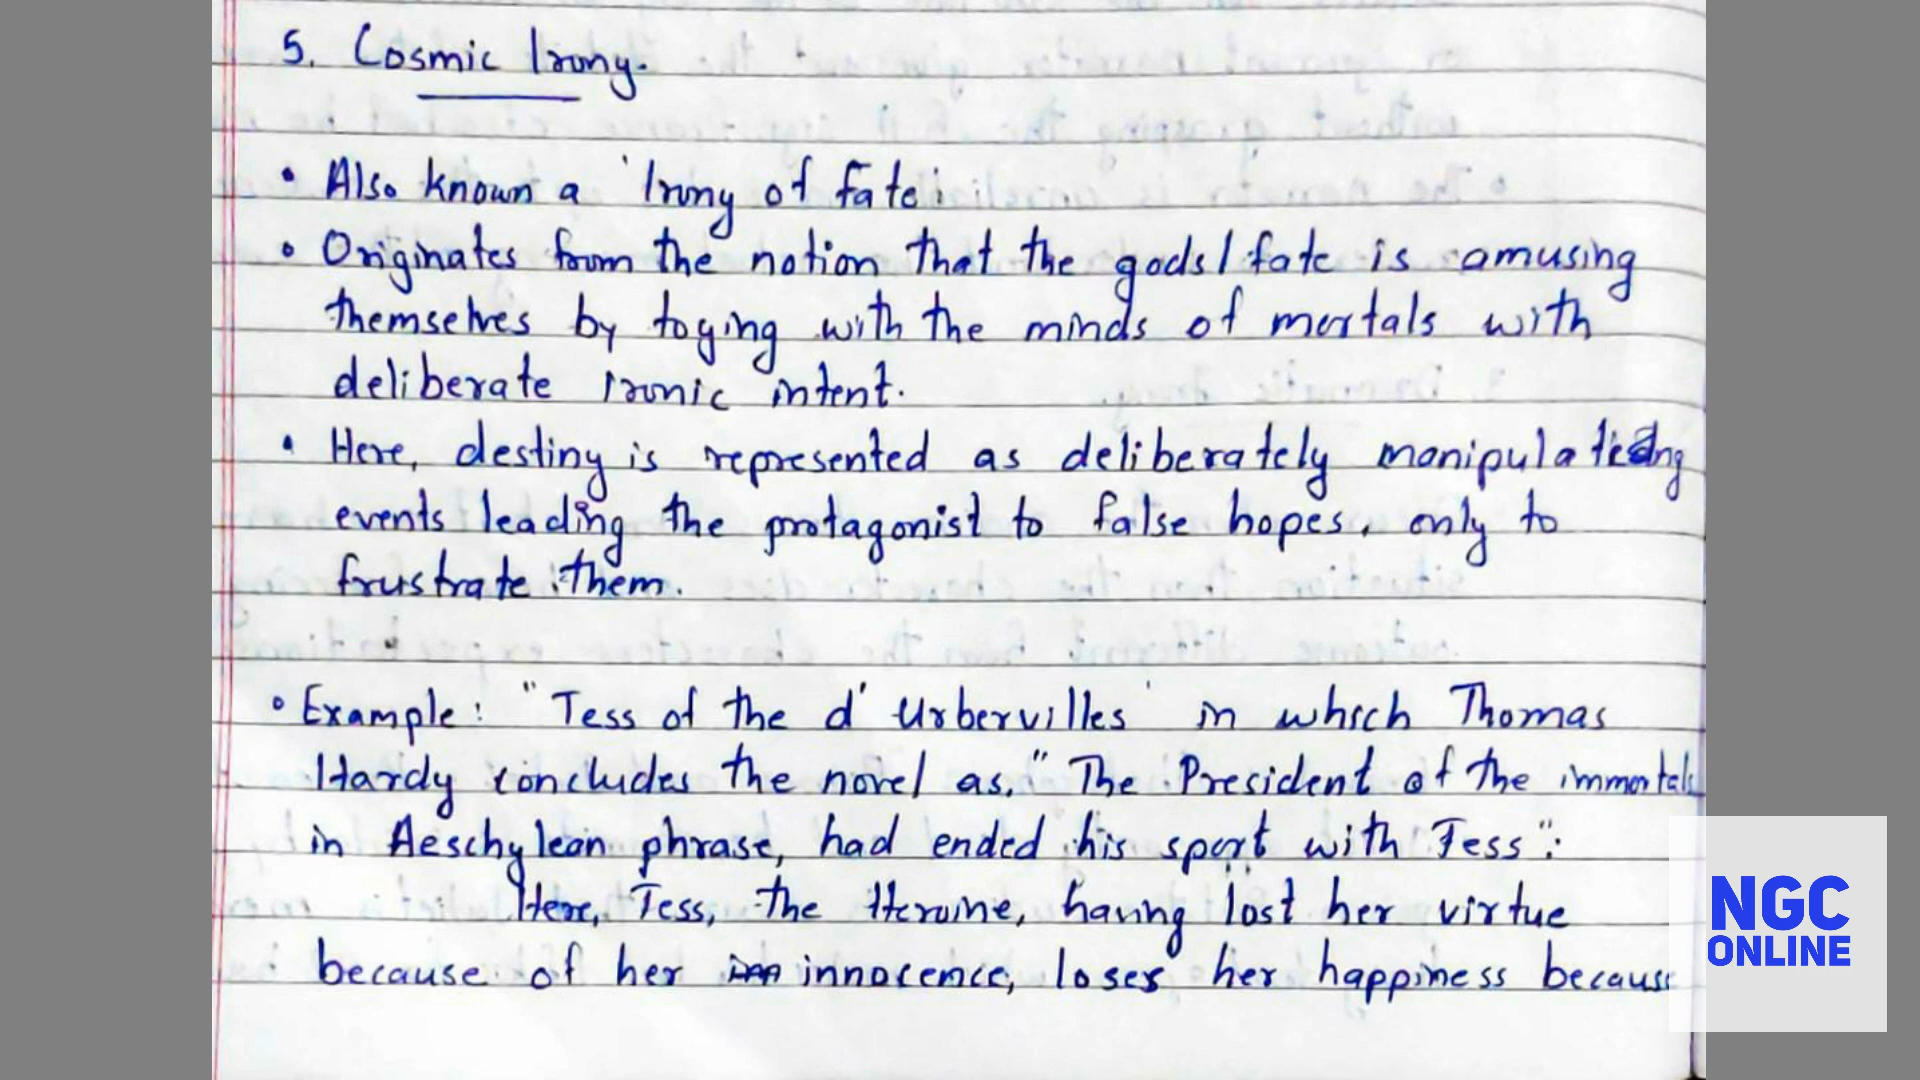 5. Cosmic Irony.
• Also known a 'Irony of fate'.
• Originates from the notion that the gods/fate is amusing
themselves by toying with the minds of mortals with
deliberate ironic intent.
• Here, destiny is represented as deliberately manipulating
events leading the protagonist to false hopes, only to
frustrate them.
• Example: "Tess of the d'Urbervilles' in which Thomas
Hardy concludes the novel as, "The President of the immortals
in Aeschylean phrase, had ended his sport with Tess".
Here, Tess, the Heroine, having lost her virtue
because of her innocence, loses her happiness because
NGC
ONLINE